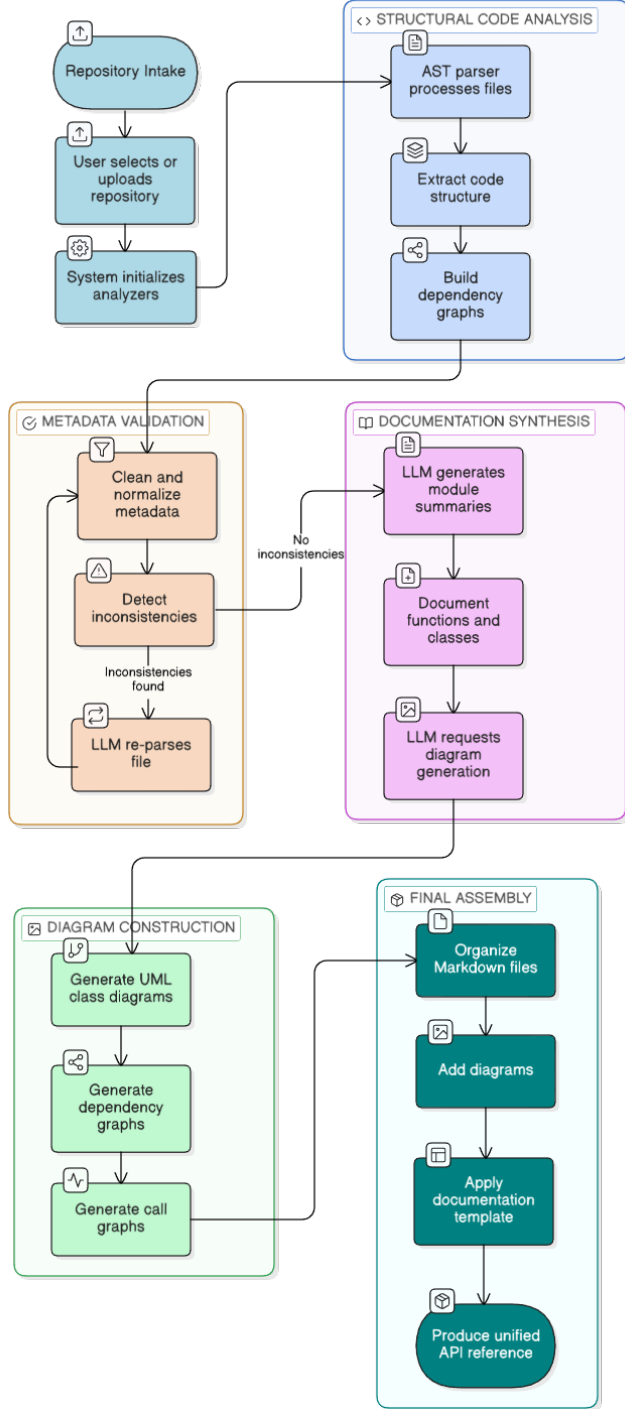 Repository Intake
User selects or
uploads
repository
System initializes
analyzers
STRUCTURAL CODE ANALYSIS
AST parser
processes files
Extract code
structure
Build
dependency
graphs
METADATA VALIDATION
Clean and
normalize
metadata
Detect
inconsistencies
No
inconsistencies
Inconsistencies
found
LLM re-parses
file
DOCUMENTATION SYNTHESIS
LLM generates
module
summaries
Document
functions and
classes
LLM requests
diagram
generation
DIAGRAM CONSTRUCTION
Generate UML
class diagrams
Generate
dependency
graphs
Generate call
graphs
FINAL ASSEMBLY
Organize
Markdown files
Add diagrams
Apply
documentation
template
Produce unified
API reference